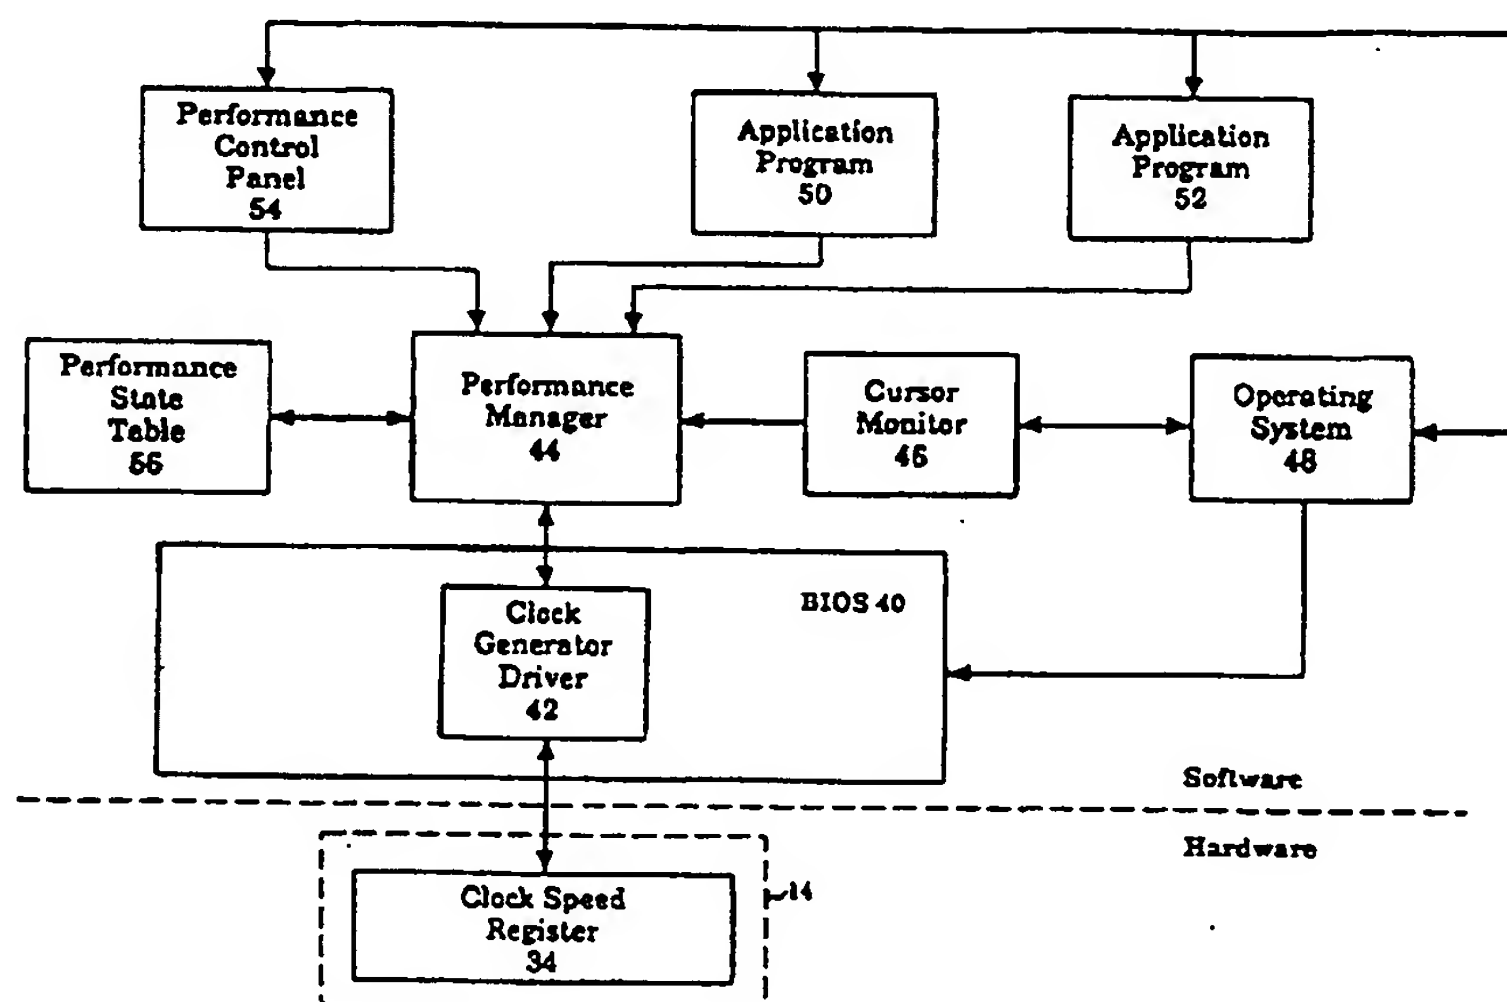 Performance
Control
Panel
54
Application
Program
50
Application
Program
52
Performance
State
Table
56
Performance
Manager
44
Cursor
Monitor
46
Operating
System
48
BIOS 40
Clock
Generator
Driver
42
Software
Hardware
14
Clock Speed
Register
34